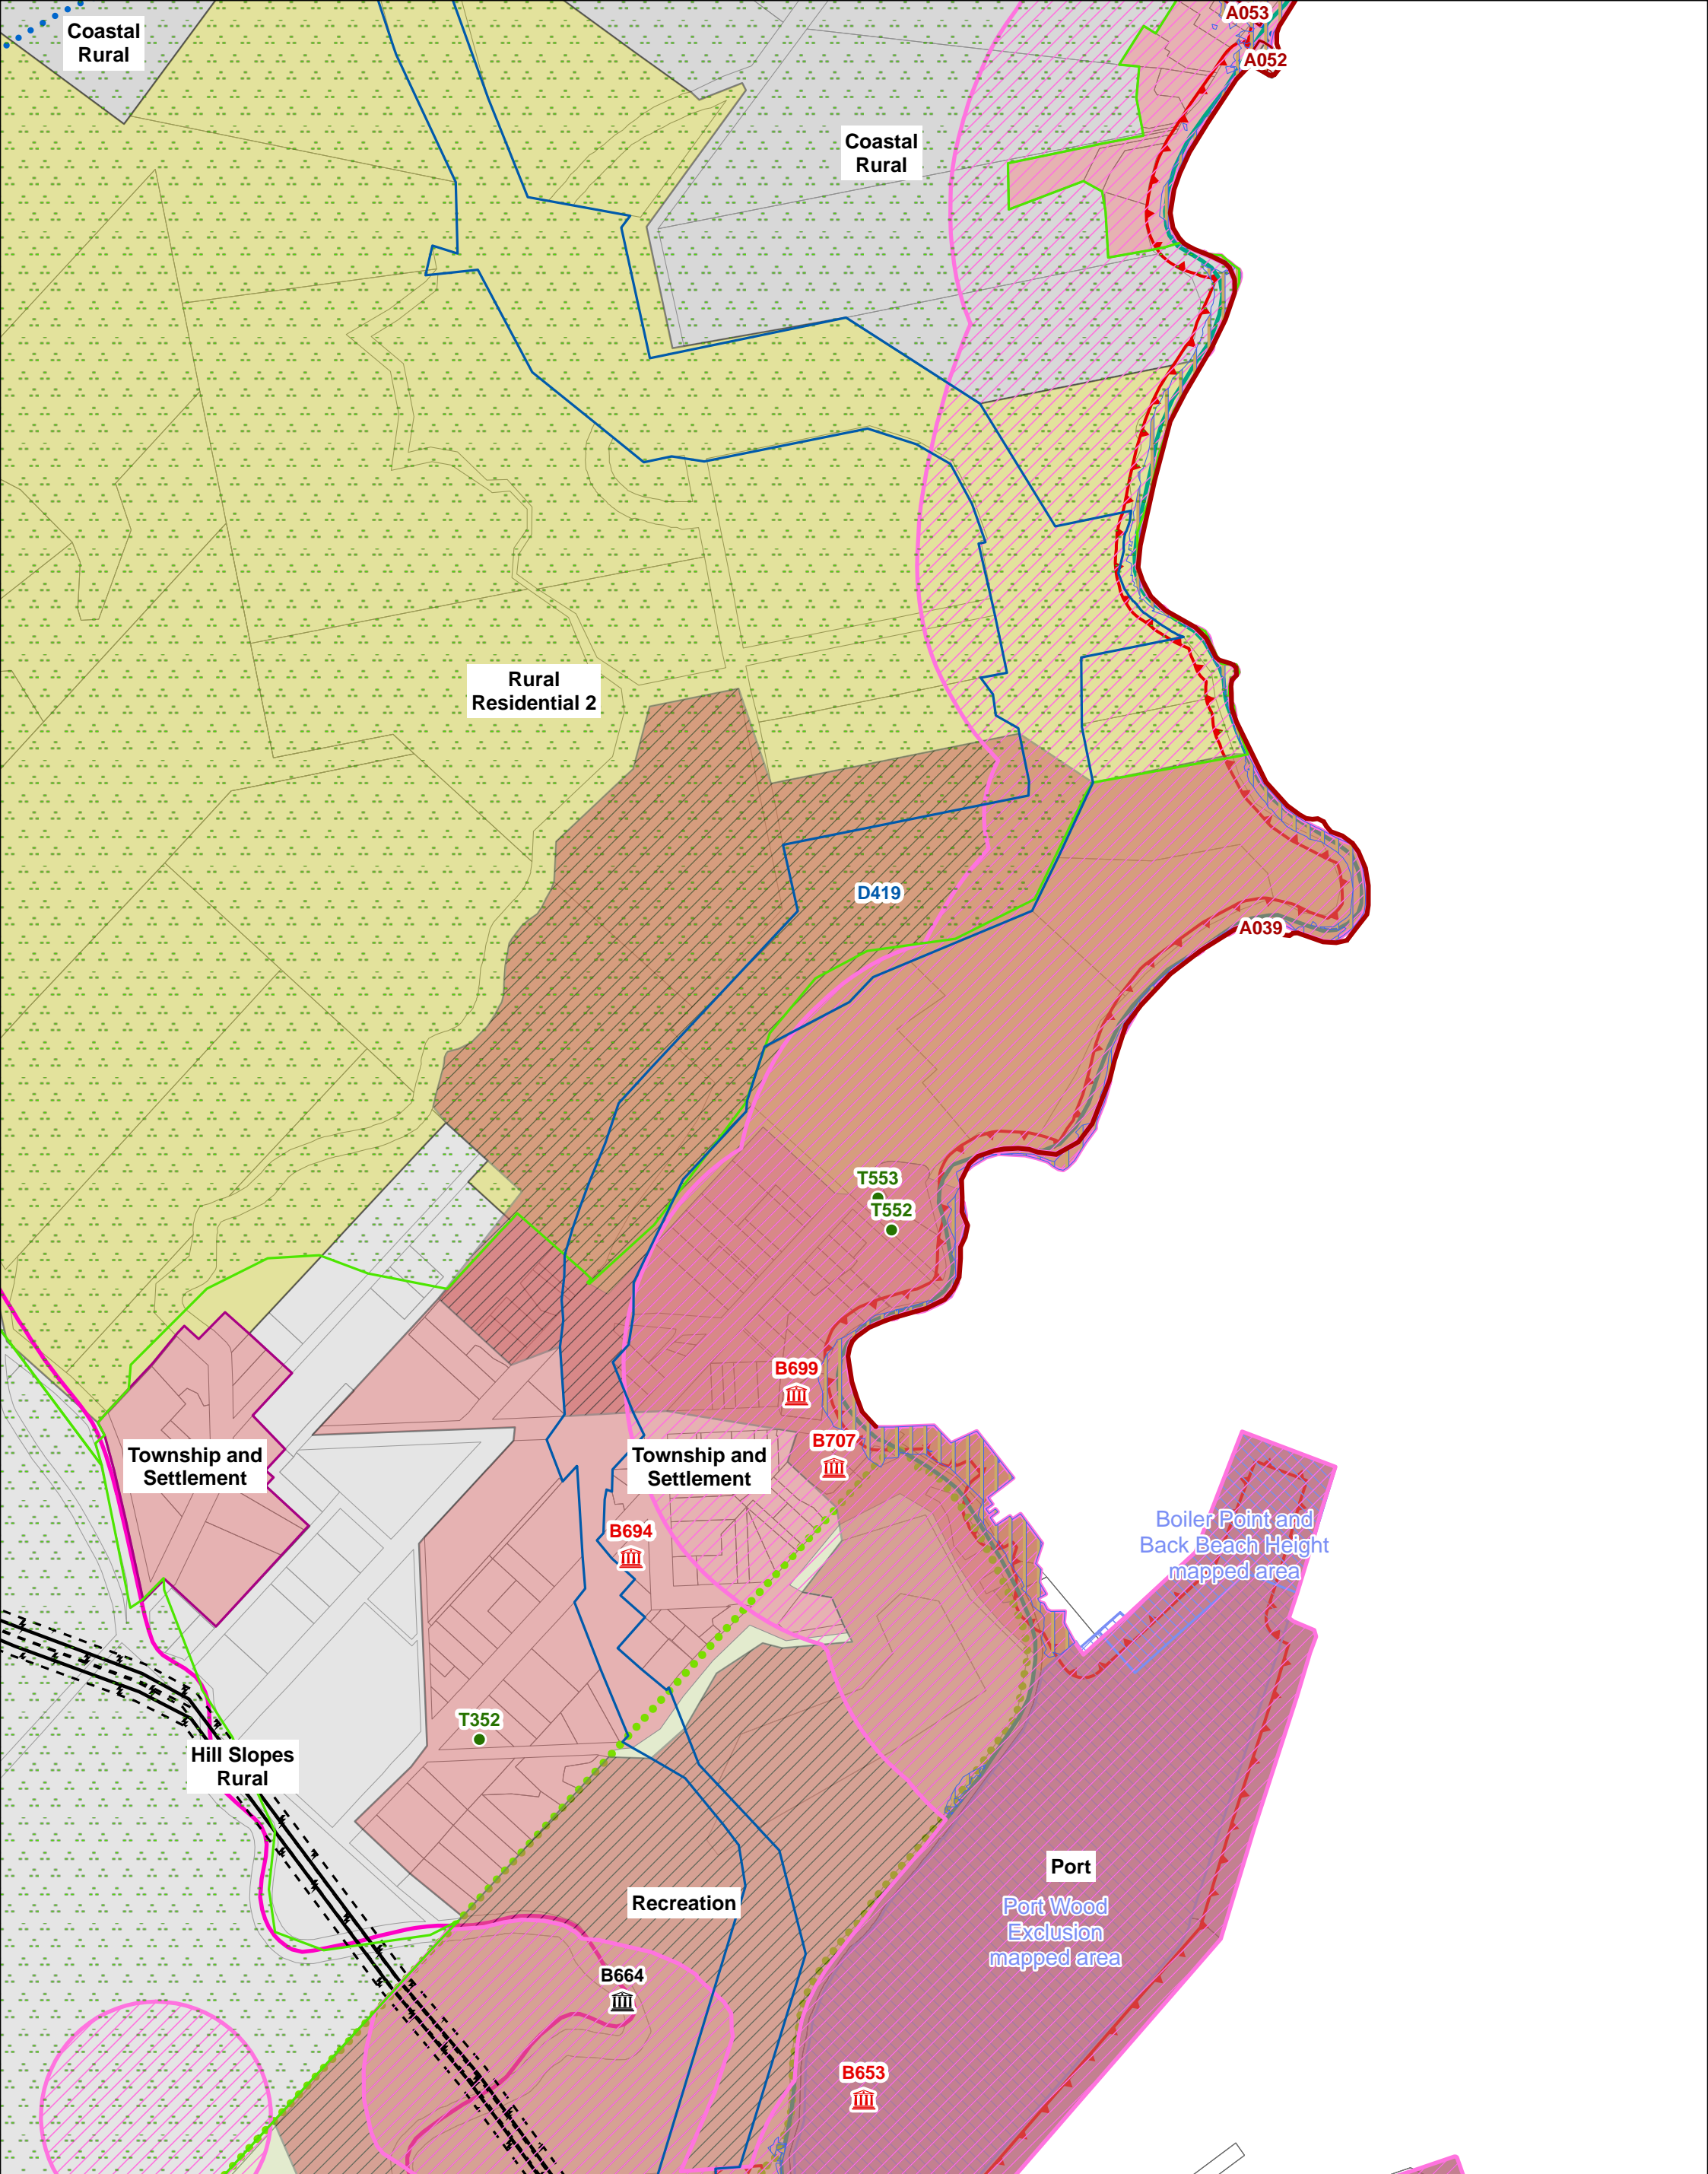 A053
Coastal
Rural
A052
Coastal
Rural
Rural
Residential 2
D419
A039
T553
T552
B699
B707
Township and
Settlement
Township and
Settlement
B694
Boiler Point and
Back Beach Height
mapped area
T352
Hill Slopes
Rural
Port
Recreation
Port Wood
Exclusion
mapped area
B664
B653